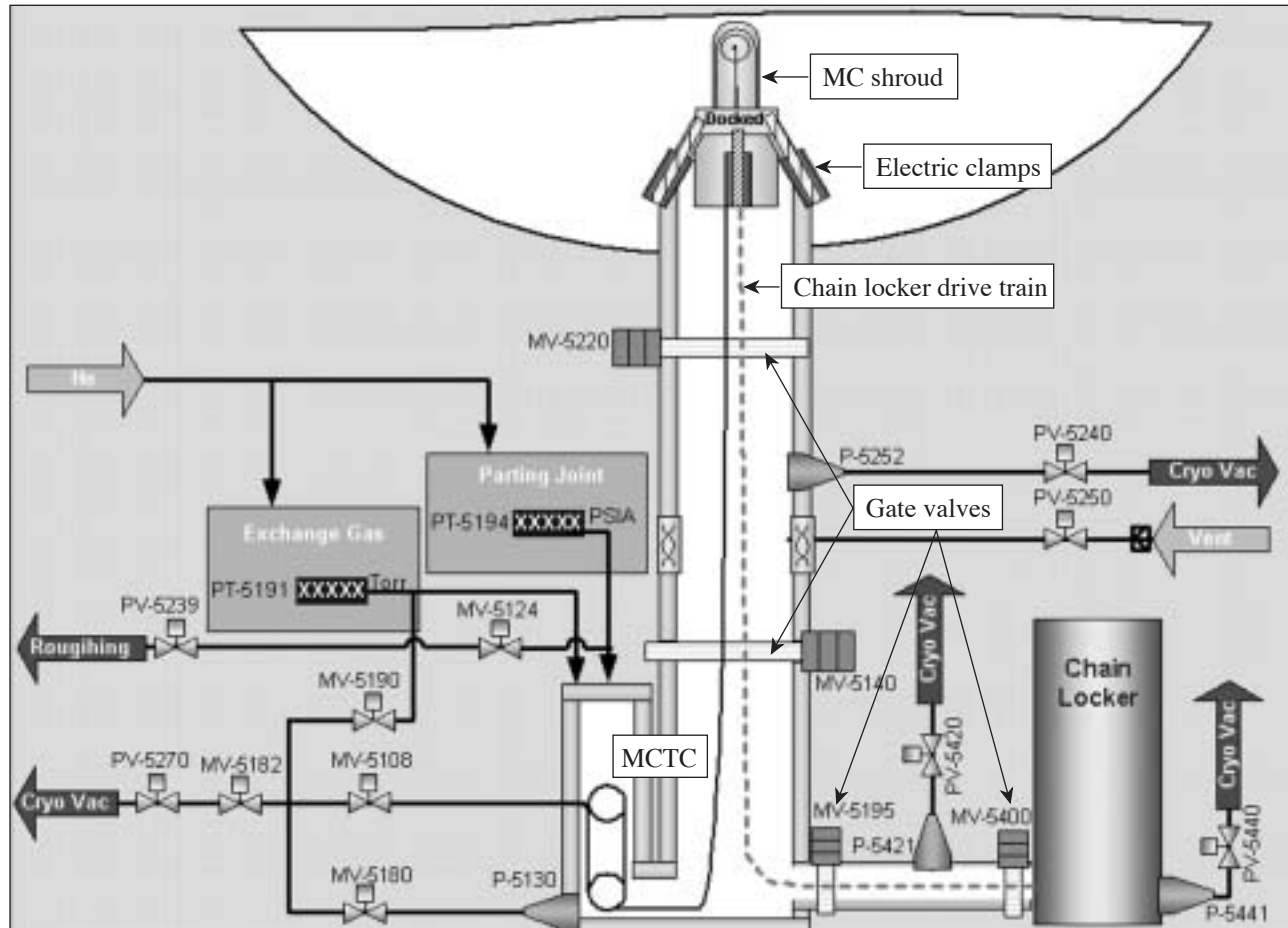 MC shroud
Docked
Electric clamps
Chain locker drive train
MV-5220
He
PV-5240
P-5252
Cryo Vac
Parting Joint
PT-5194 XXXXX PSIA
Gate valves
PV-5250
Vent
Exchange Gas
PT-5191 XXXXX Torr
PV-5239
MV-5124
Rougihing
Cryo Vac
MV-5140
Chain
Locker
MV-5190
Cryo Vac
MCTC
PV-5420
PV-5270
MV-5182
MV-5108
Cryo Vac
MV-5195
MV-5400
P-5421
PV-5440
MV-5180
P-5130
P-5441